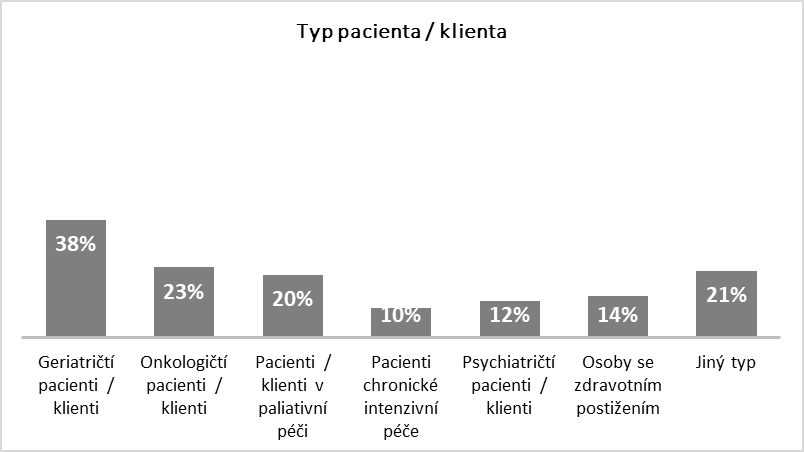 Typ pacienta / klienta
38%
23%
20%
10%
12%
14%
21%
Geriatričtí
pacienti /
klienti
Onkologičtí
pacienti /
klienti
Pacienti /
klienti v
paliativní
péči
Pacienti
chronické
intenzivní
péče
Psychiatričtí
pacienti /
klienti
Osoby se
zdravotním
postižením
Jiný typ